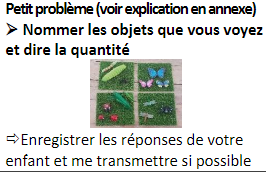 Petit problème (voir explication en annexe)
➢ Nommer les objets que vous voyez
et dire la quantité
⇨Enregistrer les réponses de votre
enfant et me transmettre si possible